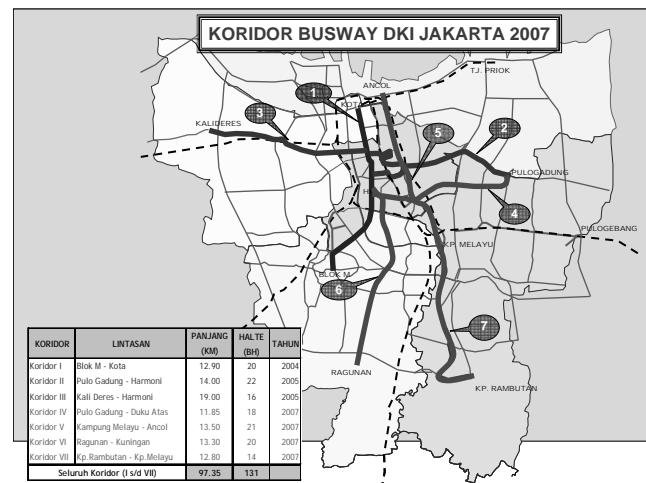 KORIDOR BUSWAY DKI JAKARTA 2007
T.J. PRIOK
ANCOL
1
KOTA
3
KALIDERES
5
2
PULOGADUNG
H
4
PULOGEBANG
KP. MELAYU
BLOK M
6
7
RAGUNAN
KP. RAMBUTAN
KORIDOR LINTASAN PANJANG (KM) HALTE (BH) TAHUN
Koridor I Blok M - Kota 12.90 20 2004
Koridor II Pulo Gadung - Harmoni 14.00 22 2005
Koridor III Kali Deres - Harmoni 19.00 16 2005
Koridor IV Pulo Gadung - Duku Atas 11.85 18 2007
Koridor V Kampung Melayu - Ancol 13.50 21 2007
Koridor VI Ragunan - Kuningan 13.30 20 2007
Koridor VII Kp.Rambutan - Kp.Melayu 12.80 14 2007
Seluruh Koridor (I s/d VII) 97.35 131